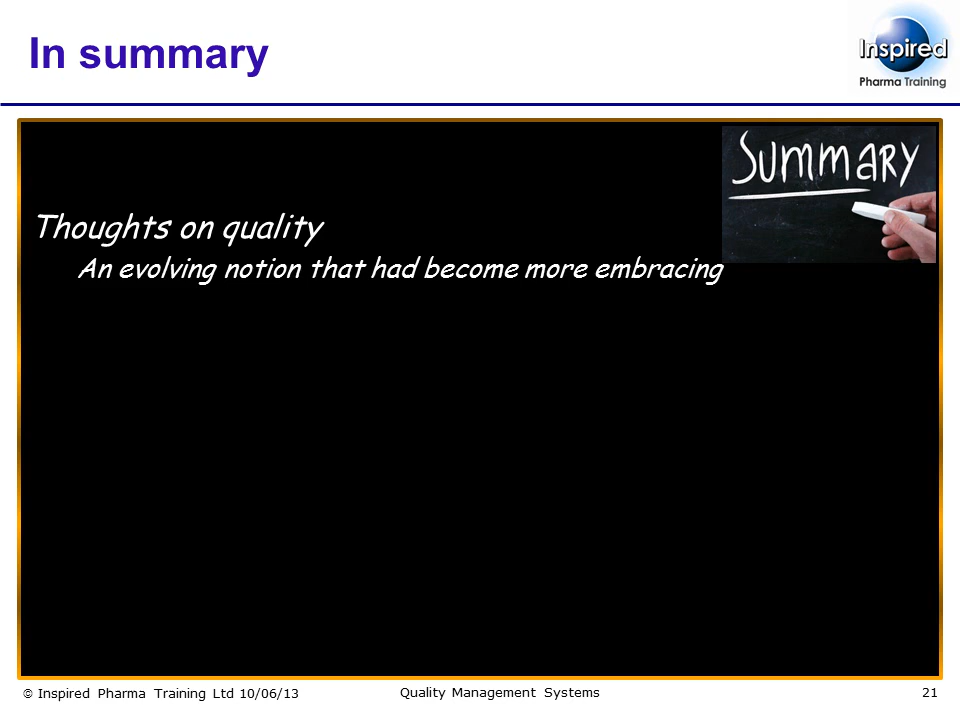 In summary
Inspired
Pharma Training
Summary
Thoughts on quality
An evolving notion that had become more embracing
© Inspired Pharma Training Ltd 10/06/13
Quality Management Systems
21